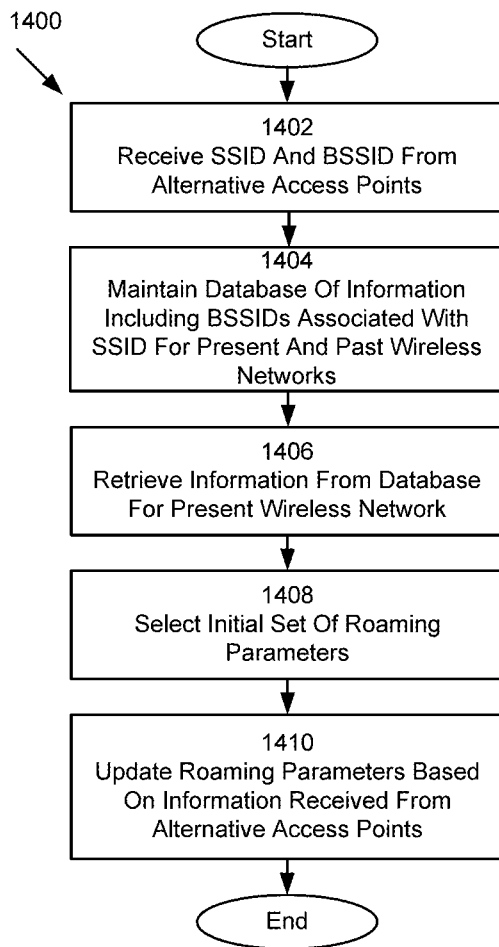 1400
Start
1402
Receive SSID And BSSID From
Alternative Access Points
1404
Maintain Database Of Information
Including BSSIDs Associated With
SSID For Present And Past Wireless
Networks
1406
Retrieve Information From Database
For Present Wireless Network
1408
Select Initial Set Of Roaming
Parameters
1410
Update Roaming Parameters Based
On Information Received From
Alternative Access Points
End